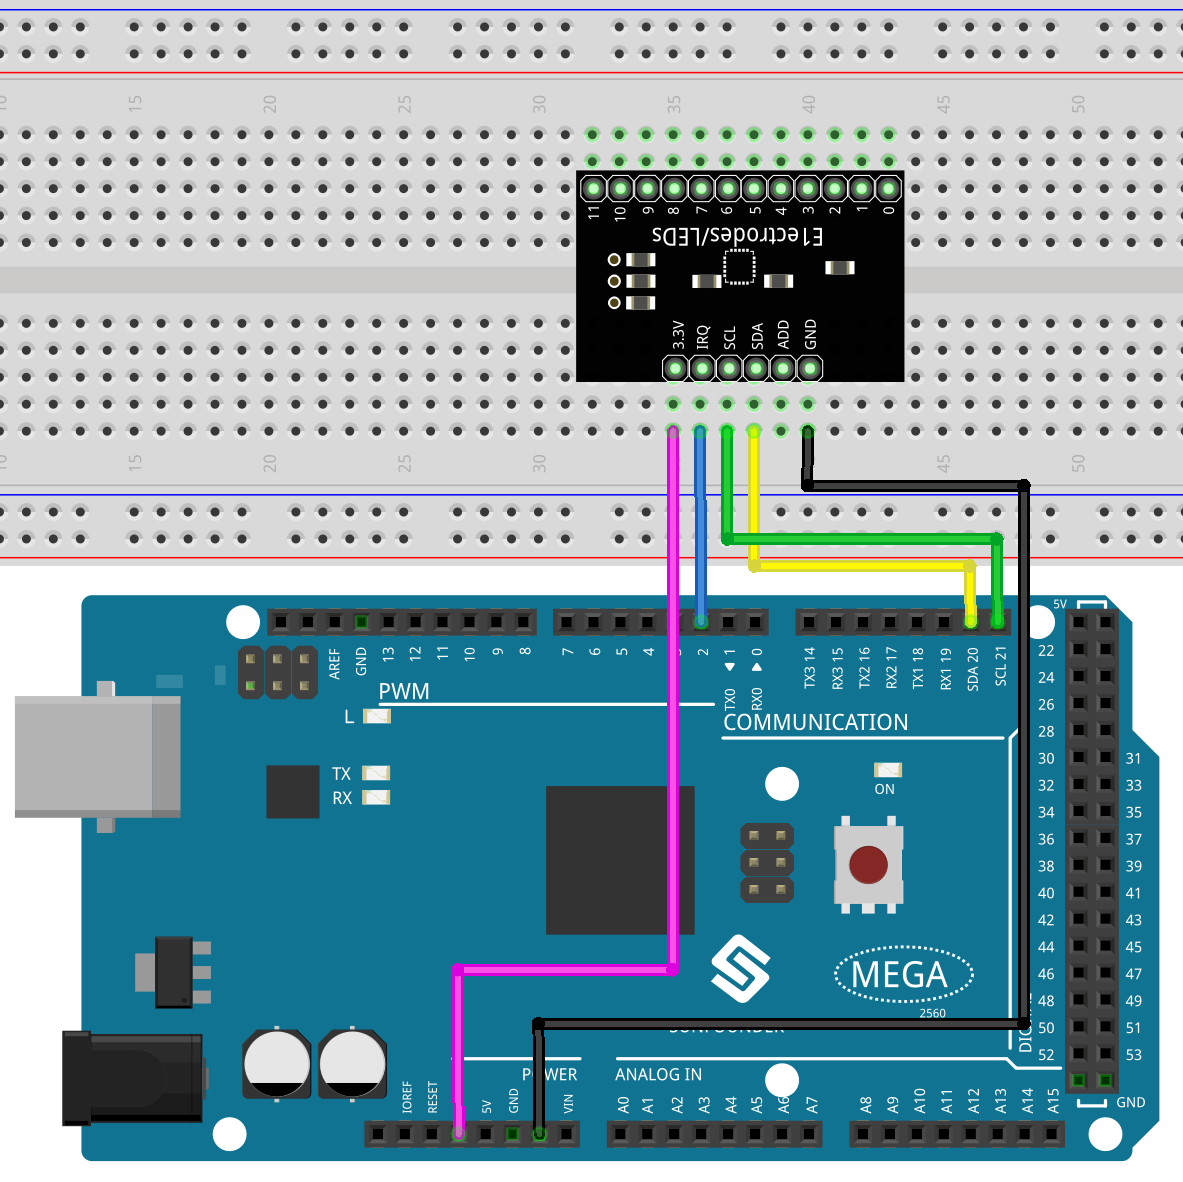 10 15 20 25 30 35 40 45 50
11 10 9 8 7 6 5 4 3 2 1 0
E1ectrodes/LEDs
3.3V IRQ SCL SDA ADD GND
10 15 20 25 30 45 50
5V
AREF GND 13 12 11 10 9 8 7 6 5 4 3 2 1 0
TX0 RX0
TX3 14 RX3 15 TX2 16 RX2 17 TX1 18 RX1 19 SDA 20 SCL 21
PWM
COMMUNICATION
L
TX
RX
ON
22
24
26
28
30 31
32 33
34 35
36 37
38 39
40 41
42 43
44 45
46 47
48 49
50 51
52 53
GND
MEGA
2560
SUNFOUNDER
POWER
ANALOG IN
IOREF RESET 5V GND VIN
A0 A1 A2 A3 A4 A5 A6 A7
A8 A9 A10 A11 A12 A13 A14 A15